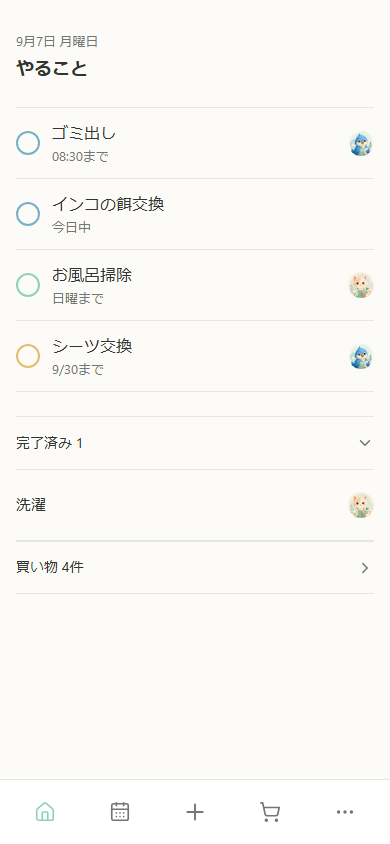 9月7日 月曜日
やること
ゴミ出し
08:30まで
インコの餌交換
今日中
お風呂掃除
日曜まで
シーツ交換
9/30まで
完了済み 1
洗濯
買い物 4件